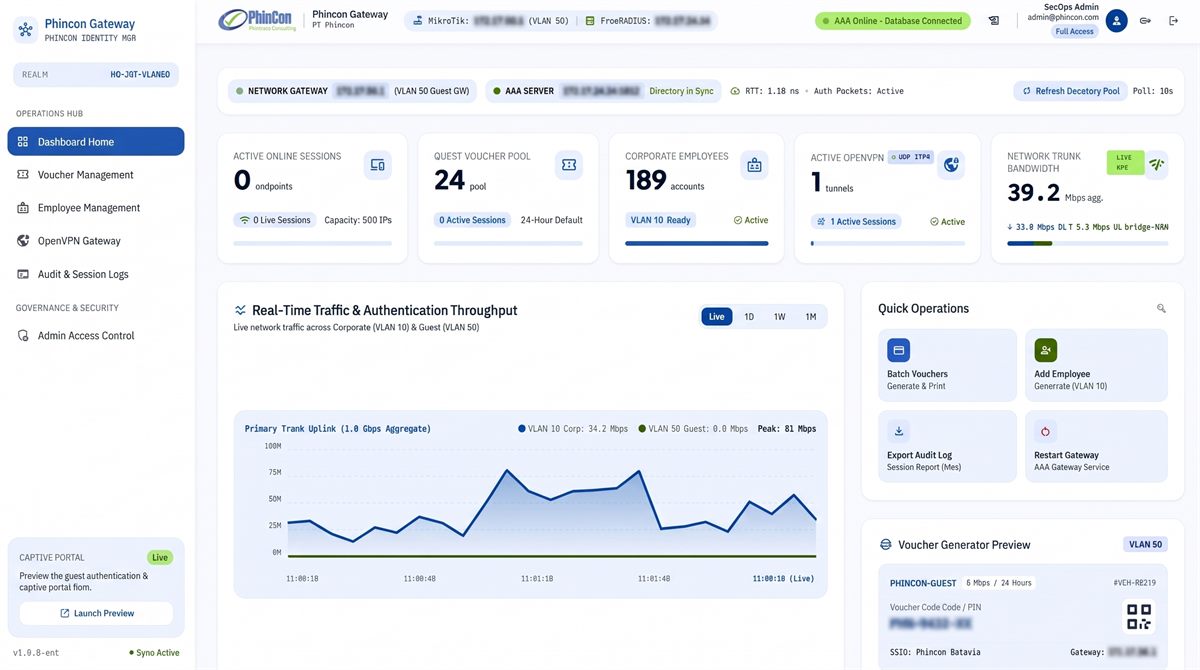 Phincon Gateway
PHINCON IDENTITY MGR
REALM HO-JGT-VLANEO
OPERATIONS HUB
Dashboard Home
Voucher Management
Employee Management
OpenVPN Gateway
Audit & Session Logs
GOVERNANCE & SECURITY
Admin Access Control
CAPTIVE PORTAL Live
Preview the guest authentication &
captive portal fiom.
Launch Preview
v1.0.8-ent Syno Active
PhinCon
Phintraco Consulting
Phincon Gateway
PT Phincon
MikroTik: (VLAN 50) FroeRADIUS:
AAA Online - Database Connected
SecOps Admin
admin@phincon.com
Full Access
NETWORK GATEWAY (VLAN 50 Guest GW)
AAA SERVER Directory in Sync
RTT: 1.18 ns • Auth Packets: Active
Refresh Decetory Pool Poll: 10s
ACTIVE ONLINE SESSIONS
0 ondpoints
0 Live Sessions Capacity: 500 IPs
QUEST VOUCHER POOL
24 pool
0 Active Sessions 24-Hour Default
CORPORATE EMPLOYEES
189 accounts
VLAN 10 Ready Active
ACTIVE OPENVPN UDP ITP4
1 tunnels
1 Active Sessions Active
NETWORK TRUNK
BANDWIDTH
LIVE
KPE
39.2 Mbps agg.
↓ 33.8 Mbps DL T 5.3 Mbps UL bridge-NRN
Real-Time Traffic & Authentication Throughput
Live network traffic across Corporate (VLAN 10) & Guest (VLAN 50)
Live 1D 1W 1M
Primary Trank Uplink (1.0 Gbps Aggregate)
VLAN 10 Corp: 34.2 Mbps VLAN 50 Guest: 0.0 Mbps Peak: 81 Mbps
100M
75M
50M
25M
0M
11:00:18 11:00:48 11:01:18 11:01:48 11:00:18 (Live)
Quick Operations
Batch Vouchers
Generate & Print
Add Employee
Generrate (VLAN 10)
Export Audit Log
Session Report (Mes)
Restart Gateway
AAA Gateway Service
Voucher Generator Preview VLAN 50
PHINCON-GUEST 6 Mbps / 24 Hours #VCH-R8219
Voucher Code Code / PIN
SSIO: Phincon Batavia Gateway: